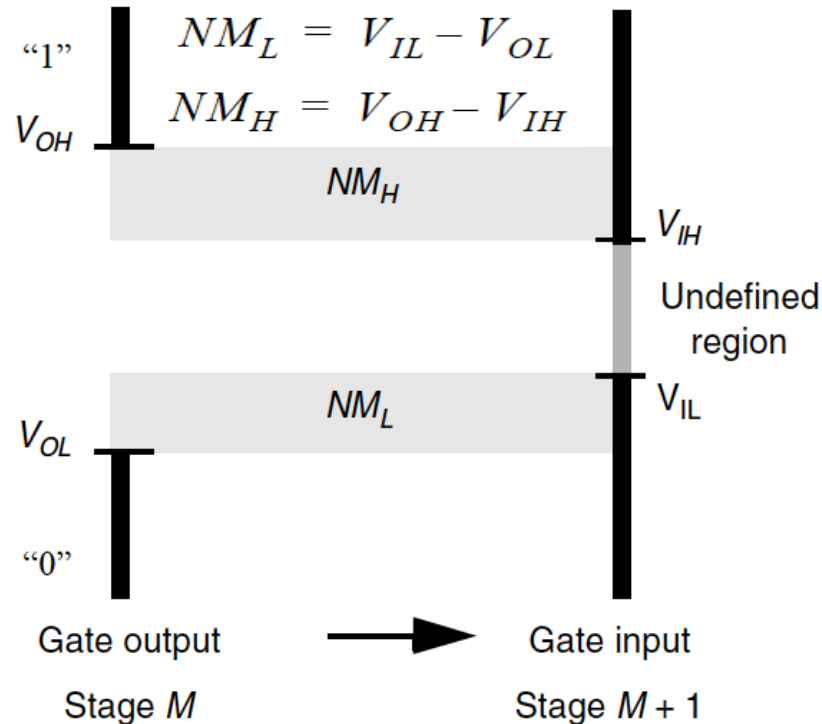 “1”
NM_L = V_IL − V_OL
NM_H = V_OH − V_IH
V_OH
NM_H
V_IH
Undefined
region
NM_L
V_IL
V_OL
“0”
Gate output
Gate input
Stage M
Stage M + 1